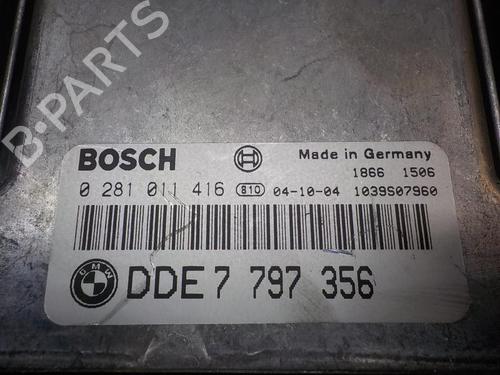 B-PARTS
BOSCH Made in Germany
1866 1506
0 281 011 416 810 04-10-04 1039S07960
BMW DDE 7 797 356